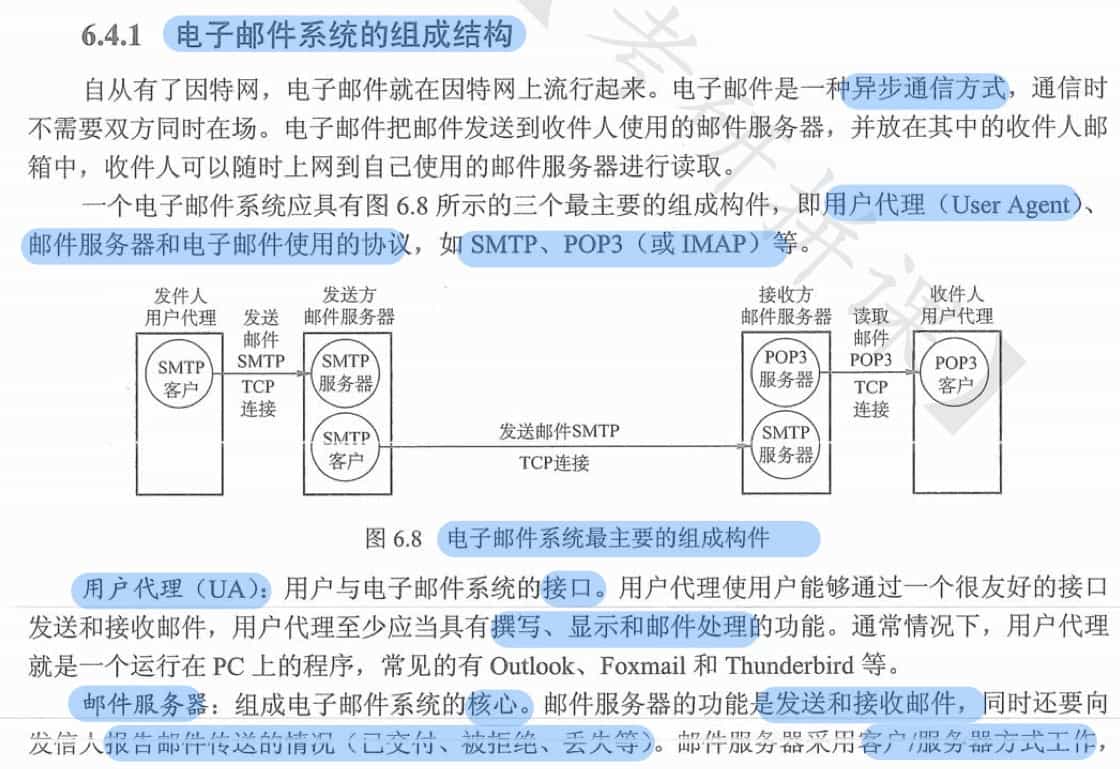 6.4.1 电子邮件系统的组成结构
自从有了因特网，电子邮件就在因特网上流行起来。电子邮件是一种异步通信方式，通信时
不需要双方同时在场。电子邮件把邮件发送到收件人使用的邮件服务器，并放在其中的收件人邮
箱中，收件人可以随时上网到自己使用的邮件服务器进行读取。
一个电子邮件系统应具有图 6.8 所示的三个最主要的组成构件，即用户代理（User Agent）、
邮件服务器和电子邮件使用的协议，如 SMTP、POP3（或 IMAP）等。
发件人
用户代理
SMTP
客户
发送
邮件
SMTP
TCP
连接
发送方
邮件服务器
SMTP
服务器
SMTP
客户
发送邮件SMTP
TCP连接
接收方
邮件服务器
POP3
服务器
SMTP
服务器
读取
邮件
POP3
TCP
连接
收件人
用户代理
POP3
客户
图 6.8 电子邮件系统最主要的组成构件
用户代理（UA）：用户与电子邮件系统的接口。用户代理使用户能够通过一个很友好的接口
发送和接收邮件，用户代理至少应当具有撰写、显示和邮件处理的功能。通常情况下，用户代理
就是一个运行在 PC 上的程序，常见的有 Outlook、Foxmail 和 Thunderbird 等。
邮件服务器：组成电子邮件系统的核心。邮件服务器的功能是发送和接收邮件，同时还要向
发信人报告邮件传送的情况（已交付、被拒绝、丢失等）。邮件服务器采用客户/服务器方式工作，